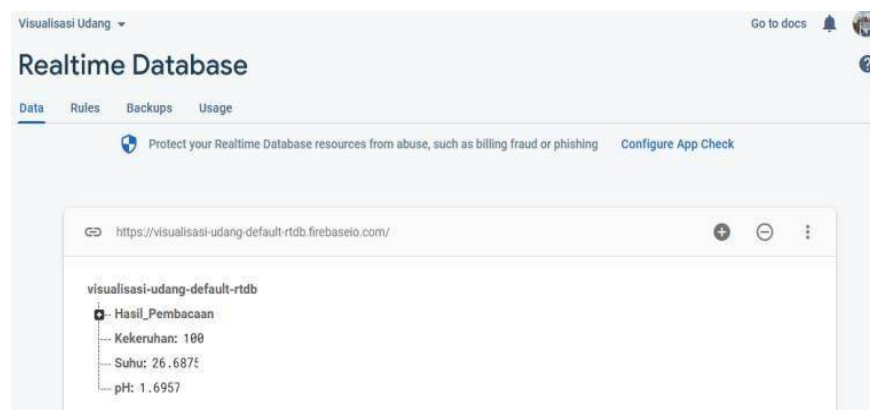 Visualisasi Udang
Go to docs
Realtime Database
Data Rules Backups Usage
Protect your Realtime Database resources from abuse, such as billing fraud or phishing Configure App Check
https://visualisasi-udang-default-rtdb.firebaseio.com/
visualisasi-udang-default-rtdb
Hasil_Pembacaan
Kekeruhan: 100
Suhu: 26.6875
pH: 1.6957